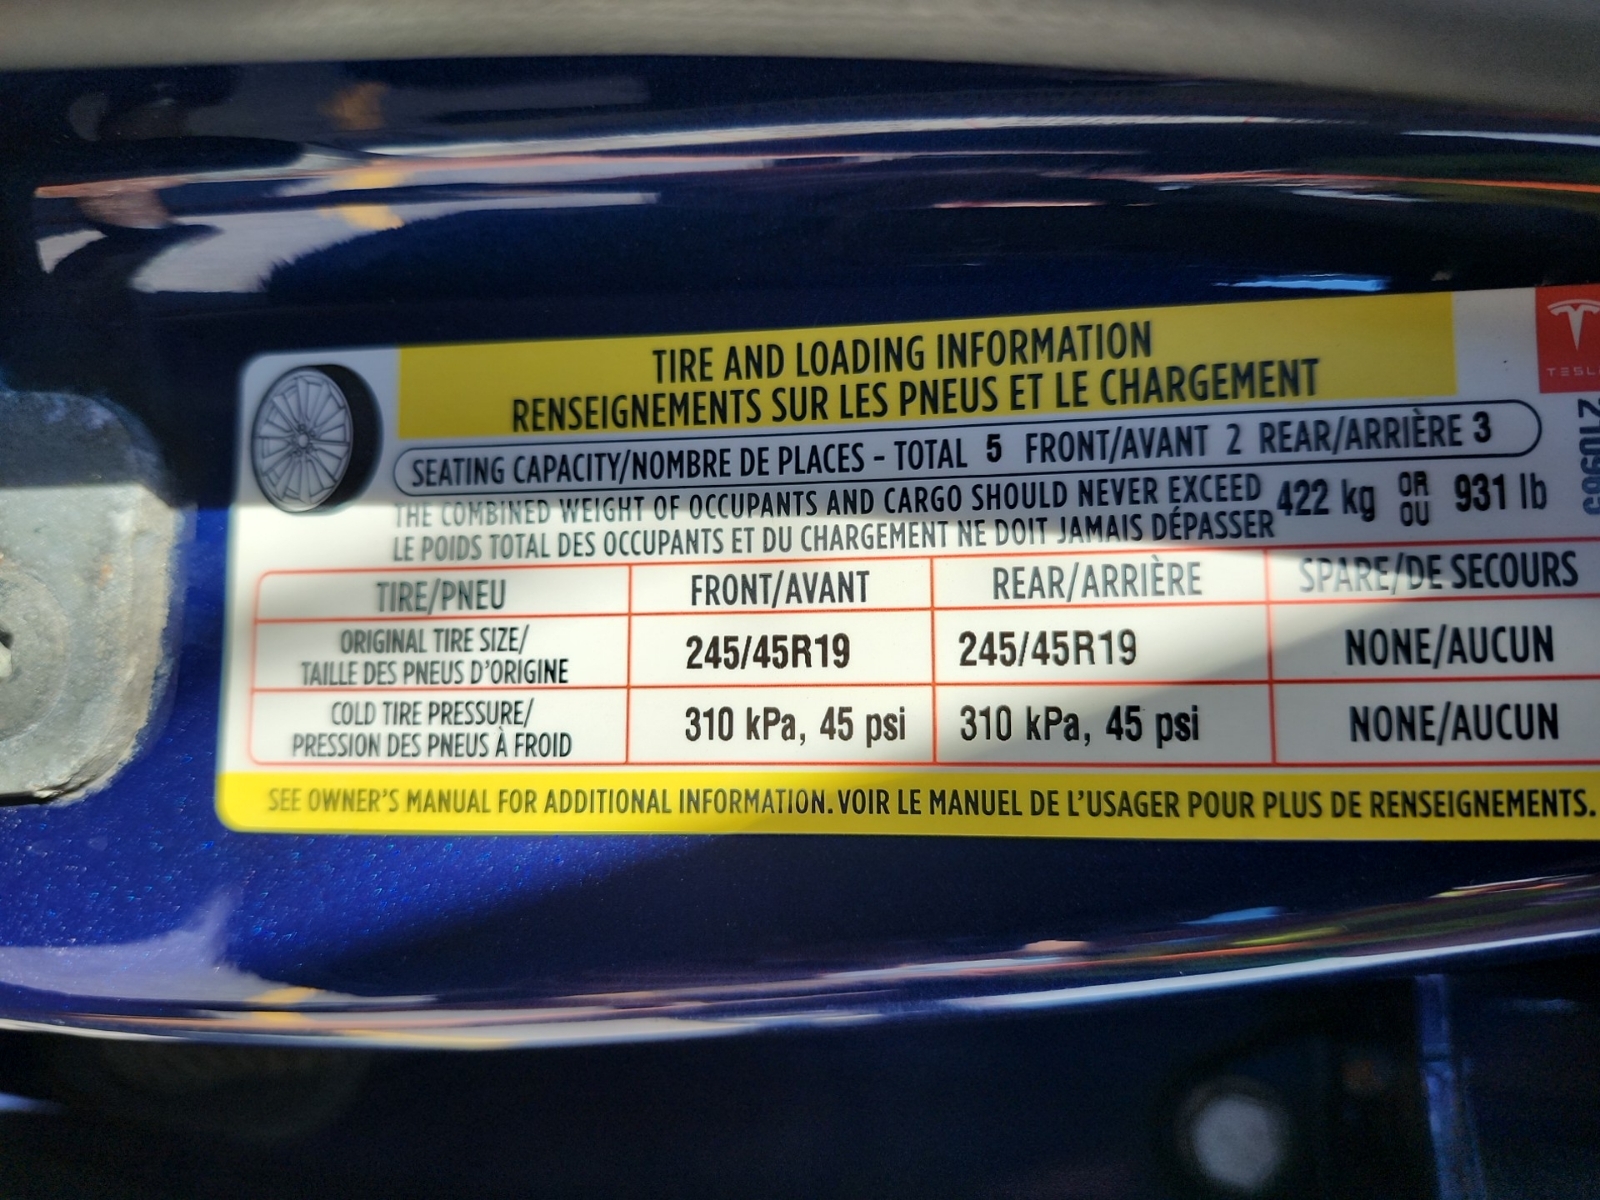 TIRE AND LOADING INFORMATION
RENSEIGNEMENTS SUR LES PNEUS ET LE CHARGEMENT
TESLA
SEATING CAPACITY/NOMBRE DE PLACES - TOTAL 5 FRONT/AVANT 2 REAR/ARRIÈRE 3
THE COMBINED WEIGHT OF OCCUPANTS AND CARGO SHOULD NEVER EXCEED
LE POIDS TOTAL DES OCCUPANTS ET DU CHARGEMENT NE DOIT JAMAIS DÉPASSER
422 kg OR OU 931 lb
TIRE/PNEU FRONT/AVANT REAR/ARRIÈRE SPARE/DE SECOURS
ORIGINAL TIRE SIZE/
TAILLE DES PNEUS D'ORIGINE
245/45R19 245/45R19 NONE/AUCUN
COLD TIRE PRESSURE/
PRESSION DES PNEUS À FROID
310 kPa, 45 psi 310 kPa, 45 psi NONE/AUCUN
SEE OWNER'S MANUAL FOR ADDITIONAL INFORMATION. VOIR LE MANUEL DE L'USAGER POUR PLUS DE RENSEIGNEMENTS.